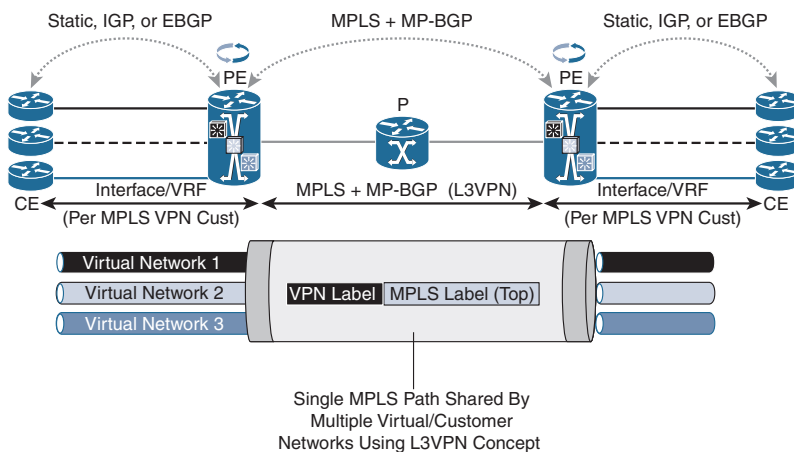 Static, IGP, or EBGP
MPLS + MP-BGP
Static, IGP, or EBGP
PE
PE
P
Interface/VRF
MPLS + MP-BGP (L3VPN)
Interface/VRF
CE
CE
(Per MPLS VPN Cust)
(Per MPLS VPN Cust)
Virtual Network 1
Virtual Network 2
VPN Label
MPLS Label (Top)
Virtual Network 3
Single MPLS Path Shared By
Multiple Virtual/Customer
Networks Using L3VPN Concept